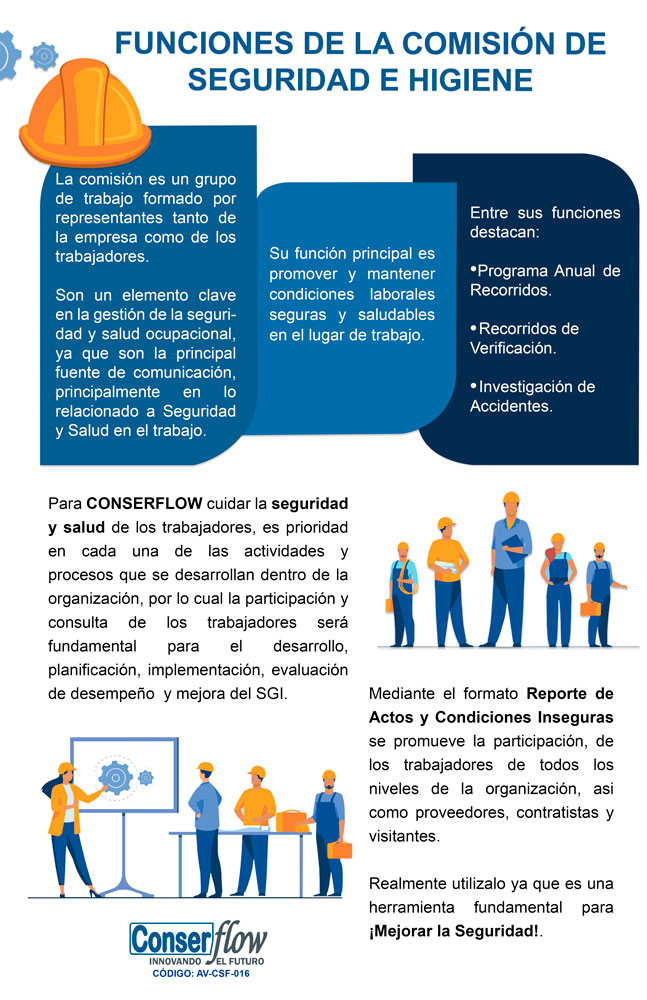 FUNCIONES DE LA COMISIÓN DE
SEGURIDAD E HIGIENE
La comisión es un grupo
de trabajo formado por
representantes tanto de
la empresa como de los
trabajadores.
Son un elemento clave
en la gestión de la seguri-
dad y salud ocupacional,
ya que son la principal
fuente de comunicación,
principalmente en lo
relacionado a Seguridad
y Salud en el trabajo.
Su función principal es
promover y mantener
condiciones laborales
seguras y saludables
en el lugar de trabajo.
Entre sus funciones
destacan:
•Programa Anual de
Recorridos.
•Recorridos de
Verificación.
•Investigación de
Accidentes.
Para CONSERFLOW cuidar la seguridad
y salud de los trabajadores, es prioridad
en cada una de las actividades y
procesos que se desarrollan dentro de la
organización, por lo cual la participación y
consulta de los trabajadores será
fundamental para el desarrollo,
planificación, implementación, evaluación
de desempeño y mejora del SGI.
Mediante el formato Reporte de
Actos y Condiciones Inseguras
se promueve la participación, de
los trabajadores de todos los
niveles de la organización, asi
como proveedores, contratistas y
visitantes.
Realmente utilizalo ya que es una
herramienta fundamental para
¡Mejorar la Seguridad!.
Conserflow
INNOVANDO EL FUTURO
CÓDIGO: AV-CSF-016